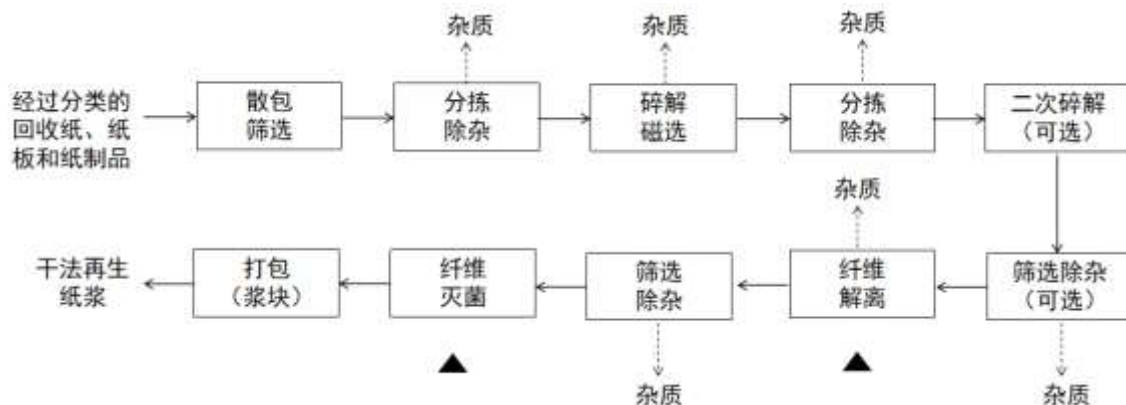 杂质
杂质
杂质
经过分类的
回收纸、纸
板和纸制品
散包
筛选
分拣
除杂
碎解
磁选
分拣
除杂
二次碎解
（可选）
杂质
干法再生
纸浆
打包
（浆块）
纤维
灭菌
筛选
除杂
纤维
解离
筛选除杂
（可选）
杂质
杂质